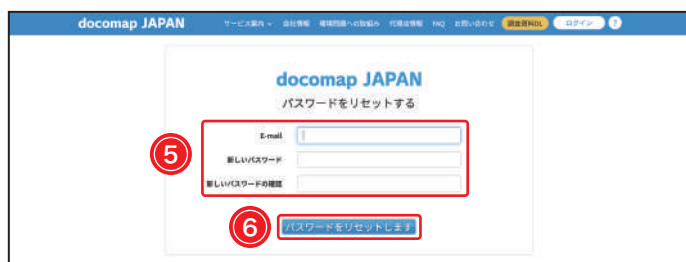 docomap JAPAN サービス案内 会社情報 環境問題への取組み 代理店情報 FAQ お問い合わせ 調査資料DL ログイン ?
docomap JAPAN
パスワードをリセットする
E-mail
⑤
新しいパスワード
新しいパスワードの確認
⑥ パスワードをリセットします